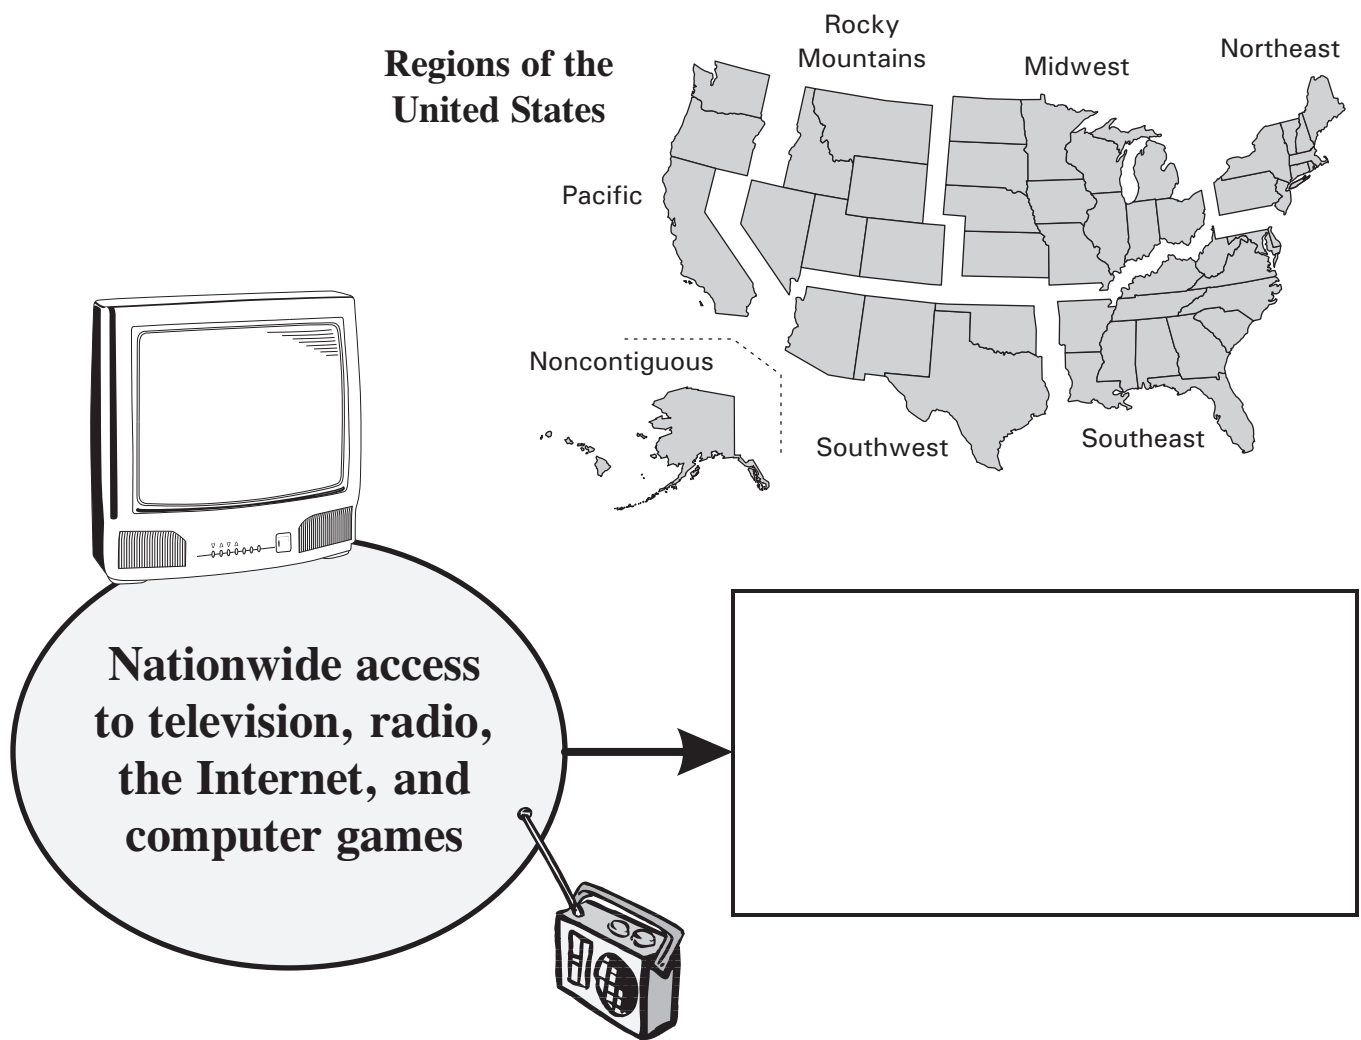 Regions of the
United States
Rocky
Mountains
Midwest
Northeast
Pacific
Noncontiguous
Southwest
Southeast
Nationwide access
to television, radio,
the Internet, and
computer games